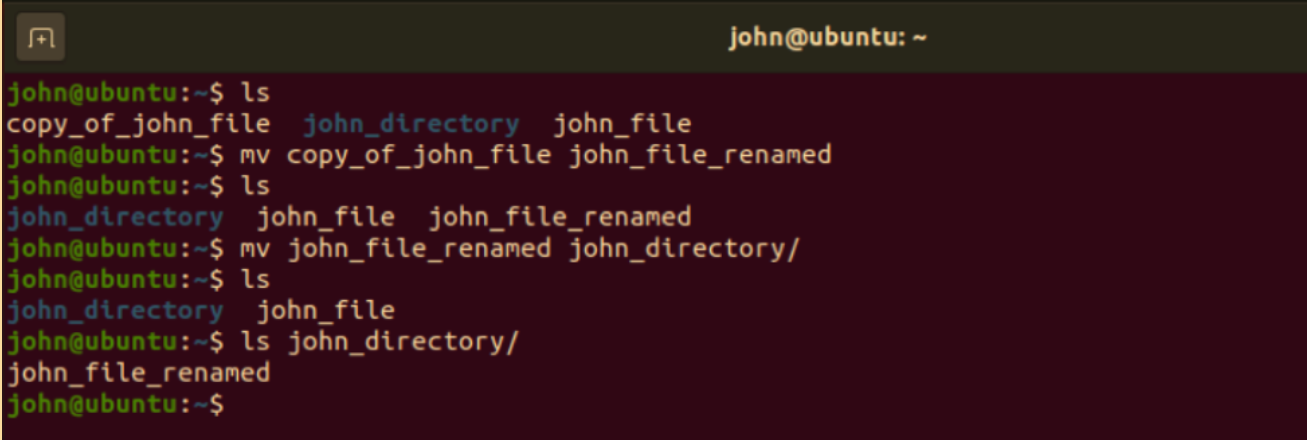 john@ubuntu: ~
john@ubuntu:~$ ls
copy_of_john_file  john_directory  john_file
john@ubuntu:~$ mv copy_of_john_file john_file_renamed
john@ubuntu:~$ ls
john_directory  john_file  john_file_renamed
john@ubuntu:~$ mv john_file_renamed john_directory/
john@ubuntu:~$ ls
john_directory  john_file
john@ubuntu:~$ ls john_directory/
john_file_renamed
john@ubuntu:~$